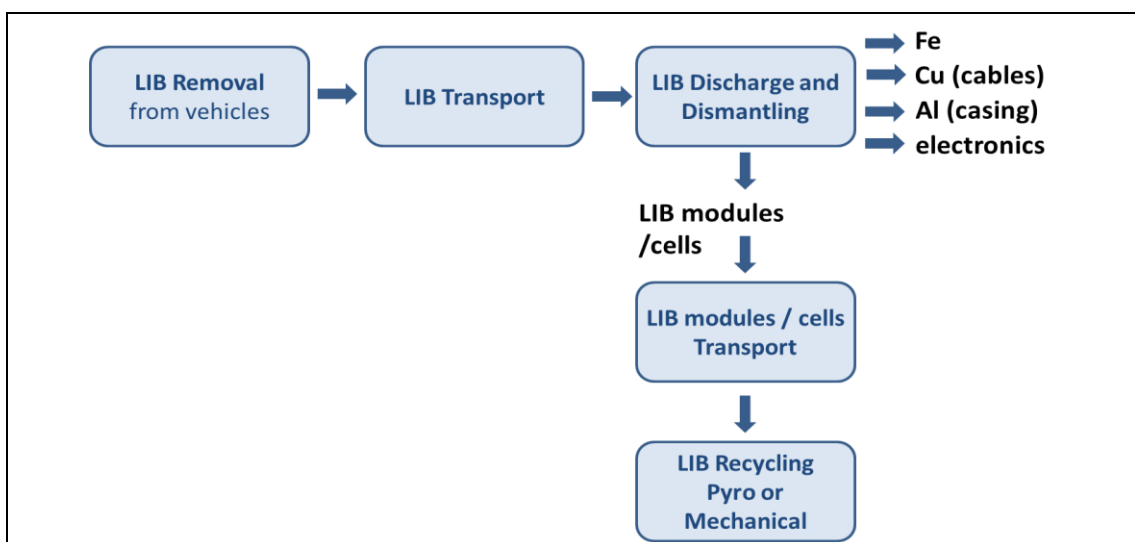 LIB Removal
from vehicles
LIB Transport
LIB Discharge and
Dismantling
Fe
Cu (cables)
Al (casing)
electronics
LIB modules
/cells
LIB modules / cells
Transport
LIB Recycling
Pyro or
Mechanical